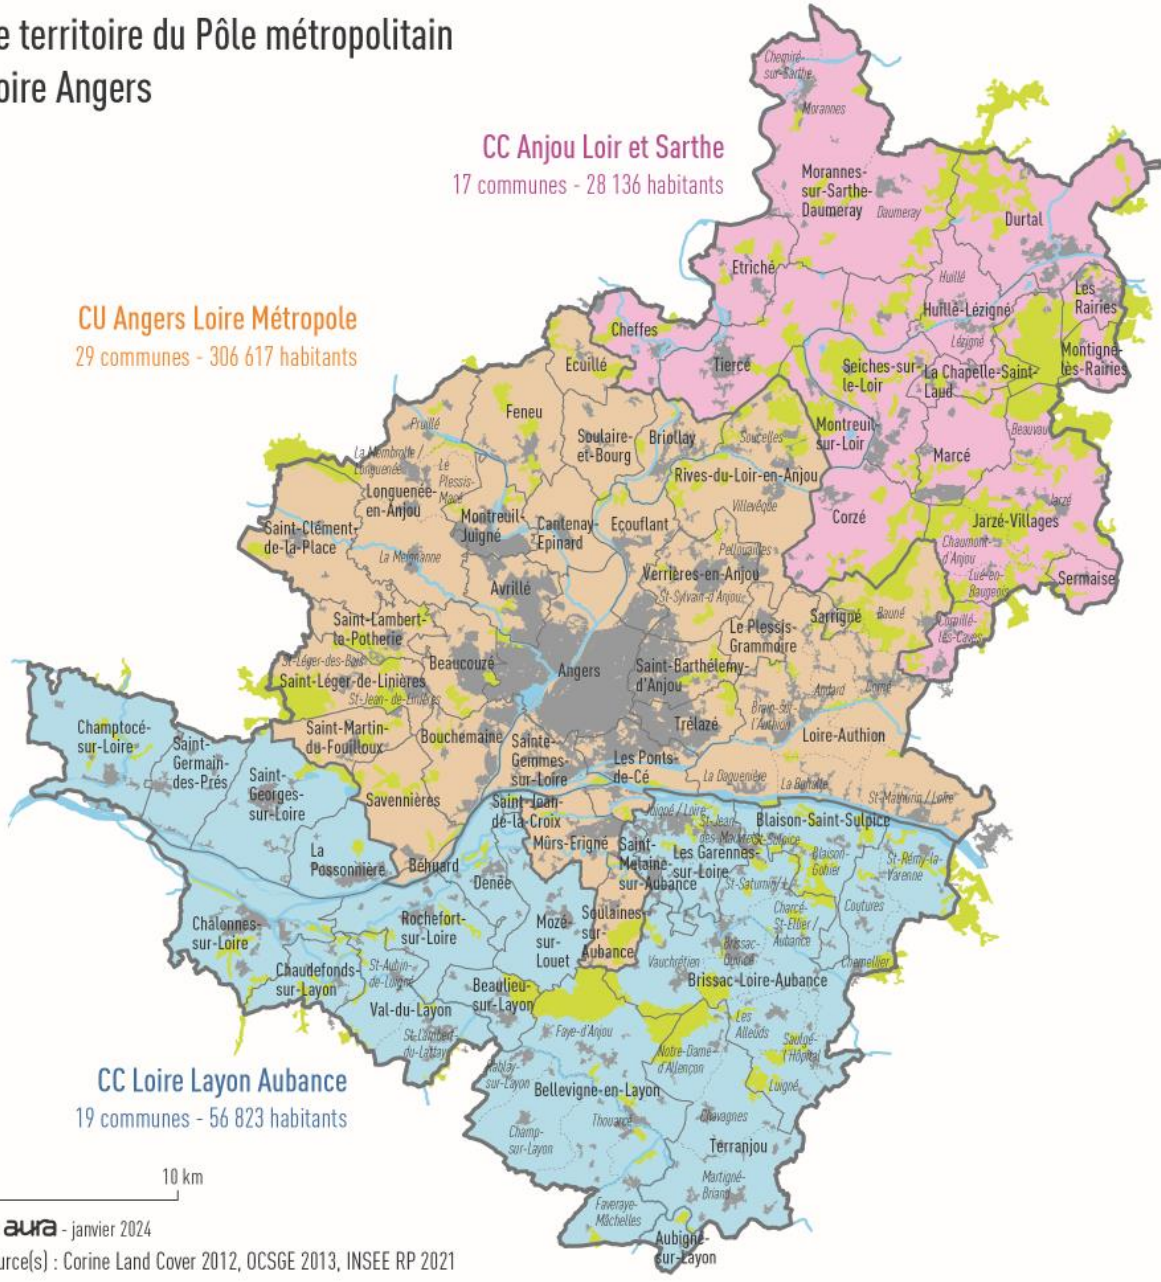 e territoire du Pôle métropolitain
oire Angers
CC Anjou Loir et Sarthe
17 communes - 28 136 habitants
CU Angers Loire Métropole
29 communes - 306 617 habitants
CC Loire Layon Aubance
19 communes - 56 823 habitants
Chemiré-
sur-Sarthe
Morannes
Morannes-
sur-Sarthe-
Daumeray
Daumeray
Durtal
Etriché
Huillé
Les
Rairies
Huillé-Lézigné
Lézigné
Cheffes
Tiercé
Montigné-
lès-Rairies
Seiches-sur-
le-Loir
La Chapelle-Saint-
Laud
Ecuillé
Feneu
Pruillé
Soulaire-
et-Bourg
Briollay
Soucelles
Montreuil-
sur-Loir
Beauvau
Marcé
La Membrolle /
Longuenée
Le
Plessis-
Macé
Rives-du-Loir-en-Anjou
Longuenée-
en-Anjou
Villevêque
Jarzé
Saint-Clément-
de-la-Place
Montreuil-
Juigné
Cantenay-
Epinard
Ecouflant
Corzé
Jarzé-Villages
Chaumont-
d'Anjou
La Meignanne
Pellouailles
Verrières-en-Anjou
Lué-en-
Baugeois
Sermaise
Avrillé
St-Sylvain-d'Anjou
Sarrigné
Bauné
Cornillé-
les-Caves
Saint-Lambert-
la-Potherie
Le Plessis-
Grammoire
St-Léger-des-Bois
Beaucouzé
Angers
Saint-Barthélemy-
d'Anjou
Saint-Léger-de-Linières
St-Jean- de-Linières
Andard
Corné
Brain-sur-
l'Authion
Champtocé-
sur-Loire
Saint-
Germain-
des-Prés
Saint-Martin-
du-Fouilloux
Bouchemaine
Sainte-
Gemmes-
sur-Loire
Trélazé
Loire-Authion
Saint-
Georges-
sur-Loire
Les Ponts-
de-Cé
La Daguenière
La Bohalle
St-Mathurin / Loire
Savennières
Saint-Jean-
de-la-Croix
Juigné / Loire
St-Jean-
des-Mauvrets
St-Sulpice
Blaison-Saint-Sulpice
La
Possonnière
Béhuard
Mûrs-Erigné
Saint-
Melaine-
sur-Aubance
Les Garennes-
sur-Loire
Blaison-
Gohier
St-Rémy-la-
Varenne
Denée
St-Saturnin / L.
Chalonnes-
sur-Loire
Rochefort-
sur-Loire
Mozé-
sur-
Louet
Soulaines-
sur-
Aubance
Charcé-
St-Ellier /
Aubance
Coutures
Brissac-
Quincé
Vauchrétien
Chemellier
Chaudefonds-
sur-Layon
St-Aubin-
de-Luigné
Beaulieu-
sur-Layon
Brissac-Loire-Aubance
Val-du-Layon
St-Lambert-
du-Lattay
Faye-d'Anjou
Les
Alleuds
Saulgé-
l'Hôpital
Notre-Dame-
d'Allençon
Rablay-
sur-Layon
Bellevigne-en-Layon
Luigné
Thouarcé
Chavagnes
Champ-
sur-Layon
Terranjou
Martigné-
Briand
Faveraye-
Mâchelles
Aubigné-
sur-Layon
10 km
aura - janvier 2024
urce(s) : Corine Land Cover 2012, OCSGE 2013, INSEE RP 2021